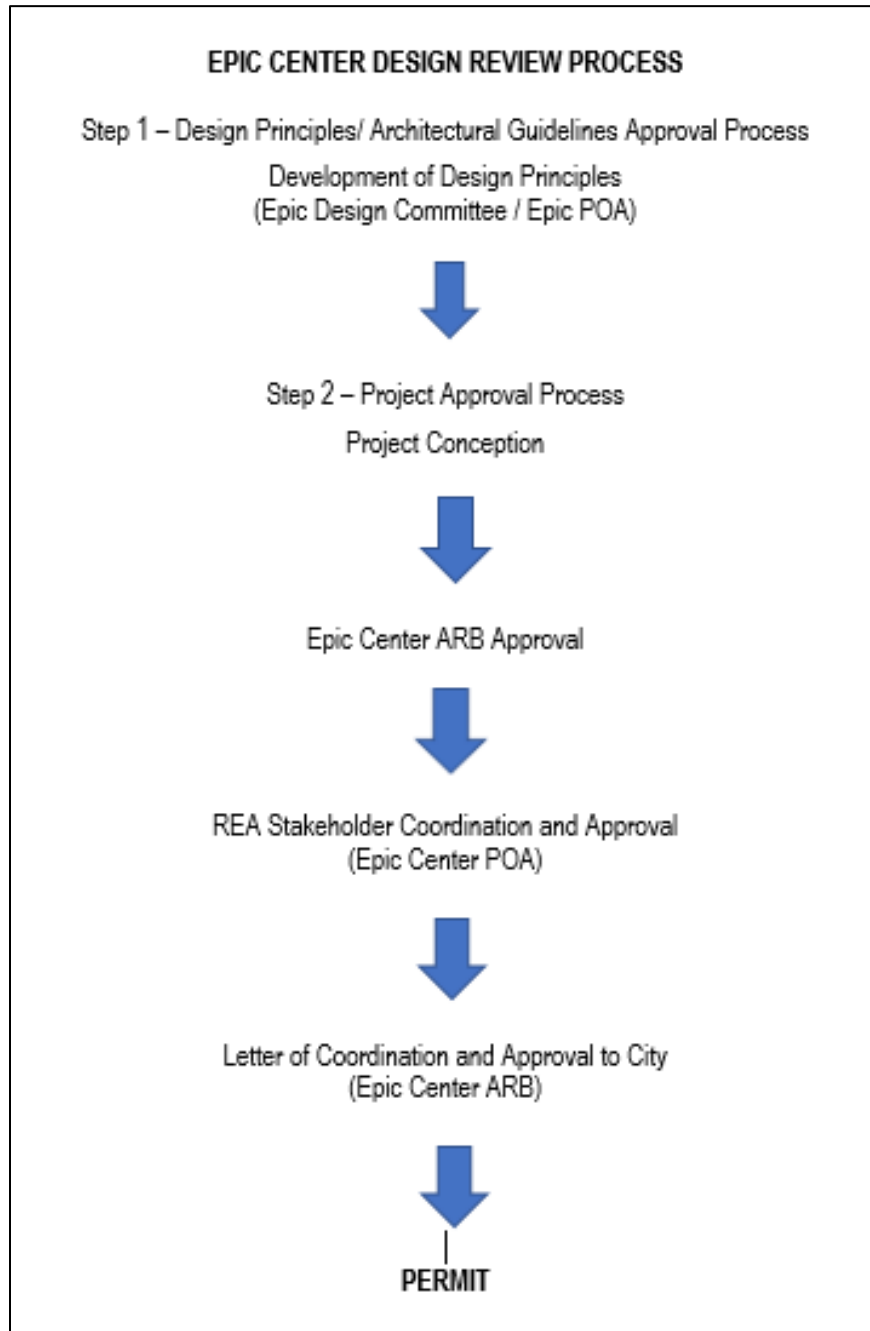 EPIC CENTER DESIGN REVIEW PROCESS
Step 1 – Design Principles/ Architectural Guidelines Approval Process
Development of Design Principles
(Epic Design Committee / Epic POA)
Step 2 – Project Approval Process
Project Conception
Epic Center ARB Approval
REA Stakeholder Coordination and Approval
(Epic Center POA)
Letter of Coordination and Approval to City
(Epic Center ARB)
PERMIT